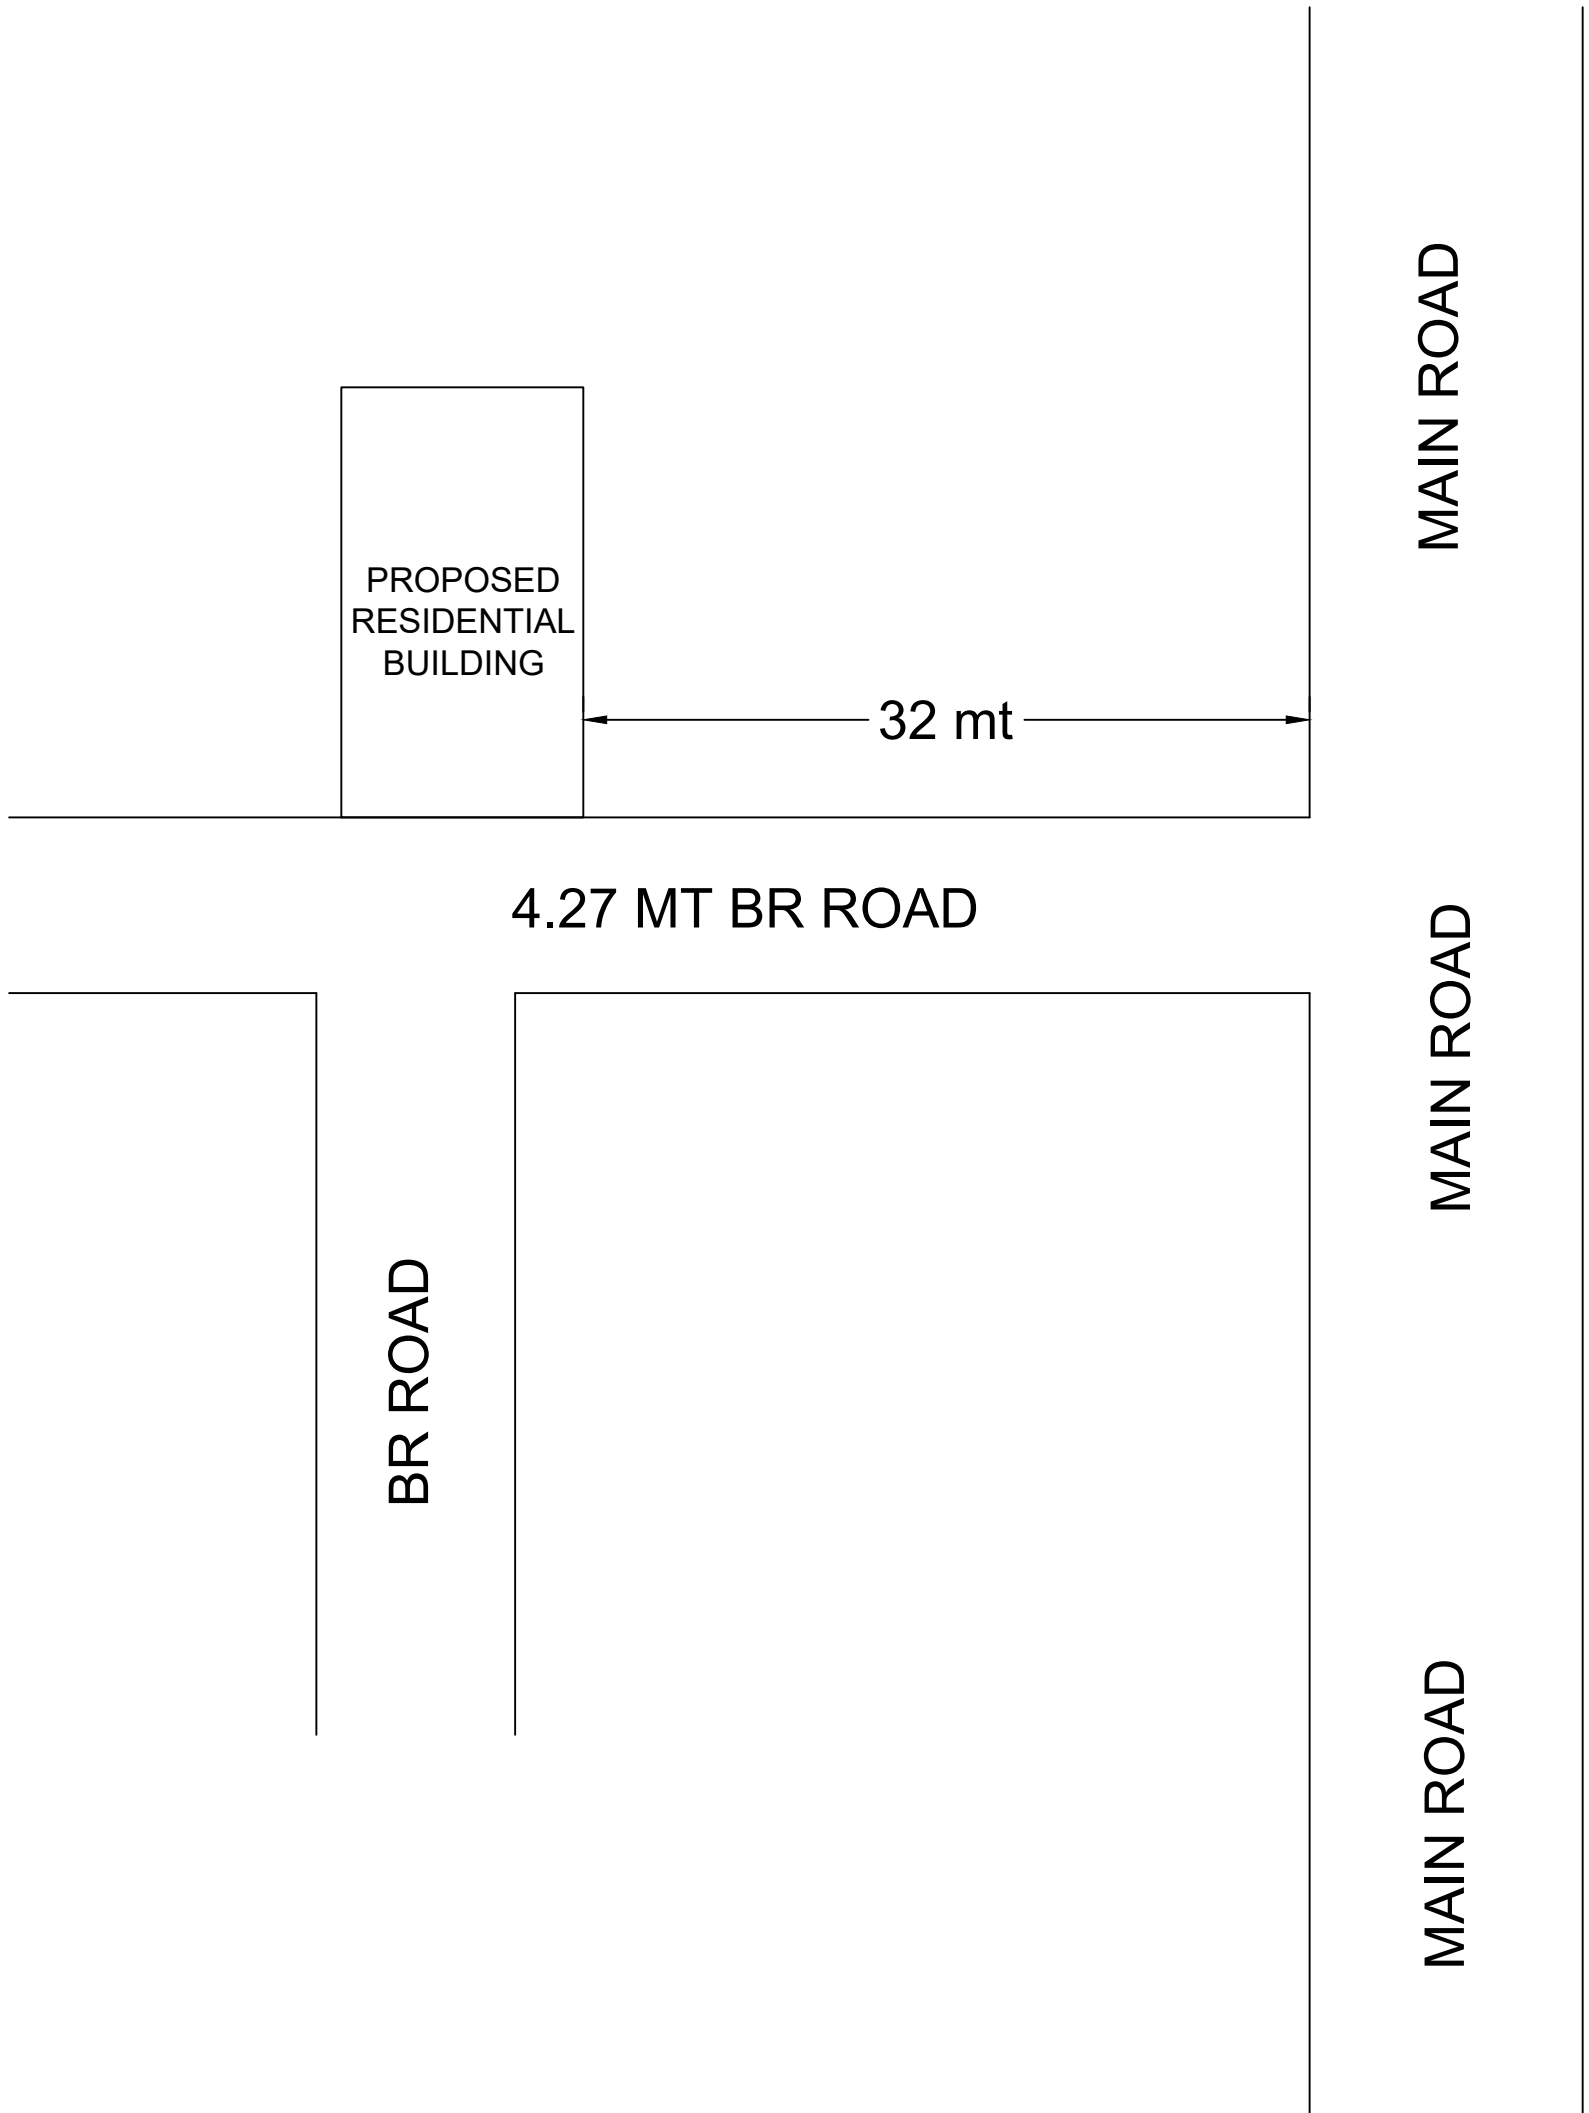 MAIN ROAD
PROPOSED
RESIDENTIAL
BUILDING
32 mt
4.27 MT BR ROAD
MAIN ROAD
BR ROAD
MAIN ROAD